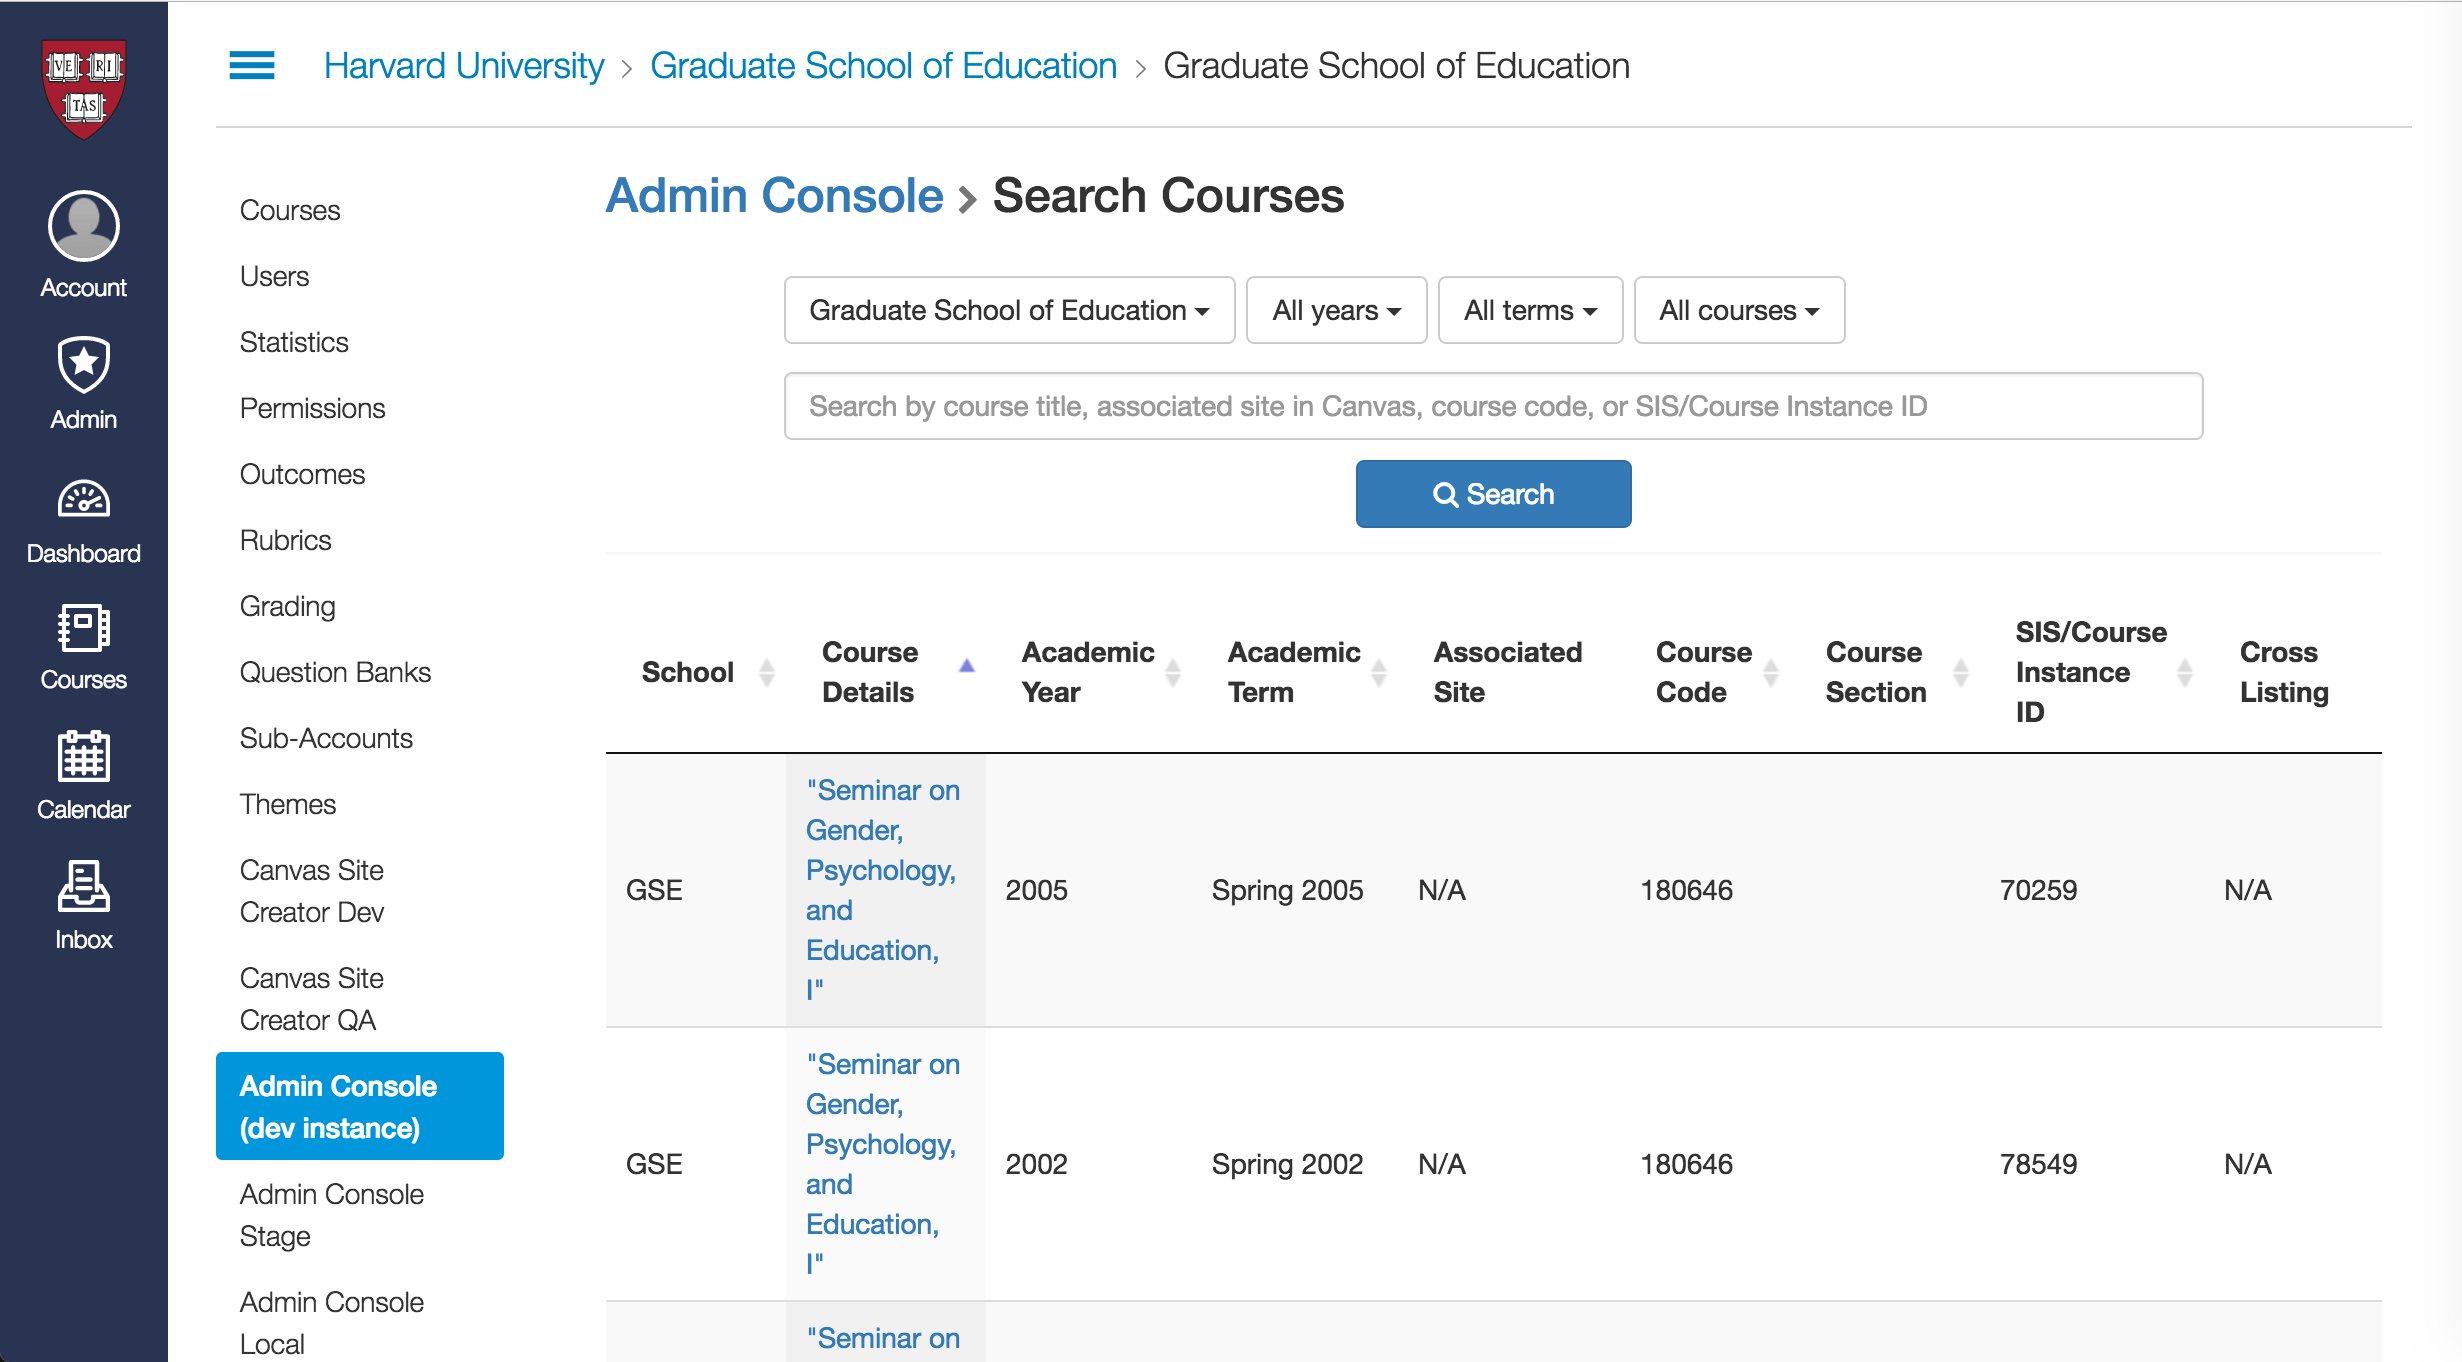 VE RI
TAS
Account
Admin
Dashboard
Courses
Calendar
Inbox
Harvard University > Graduate School of Education > Graduate School of Education
Courses
Users
Statistics
Permissions
Outcomes
Rubrics
Grading
Question Banks
Sub-Accounts
Themes
Canvas Site
Creator Dev
Canvas Site
Creator QA
Admin Console
(dev instance)
Admin Console
Stage
Admin Console
Local
Admin Console > Search Courses
Graduate School of Education All years All terms All courses
Search by course title, associated site in Canvas, course code, or SIS/Course Instance ID
Search
School
Course
Details
Academic
Year
Academic
Term
Associated
Site
Course
Code
Course
Section
SIS/Course
Instance
ID
Cross
Listing
GSE
"Seminar on
Gender,
Psychology,
and
Education,
I"
2005
Spring 2005
N/A
180646
70259
N/A
GSE
"Seminar on
Gender,
Psychology,
and
Education,
I"
2002
Spring 2002
N/A
180646
78549
N/A
"Seminar on